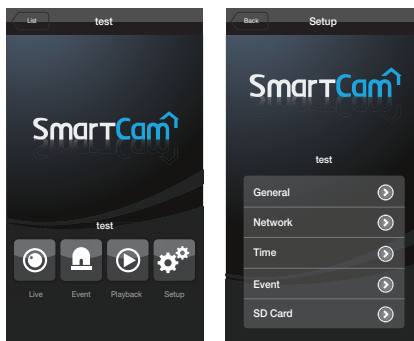 List
test
SmartCam
test
Live
Event
Playback
Setup
Back
Setup
SmartCam
test
General
Network
Time
Event
SD Card